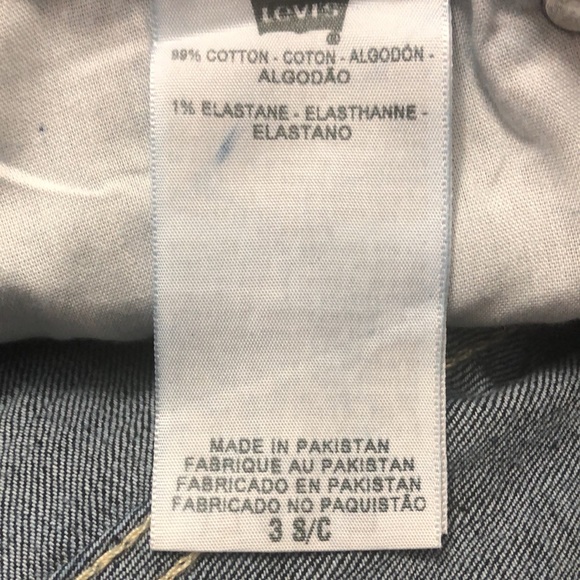 Levi's
®
99% COTTON - COTON - ALGODÓN -
ALGODÃO
1% ELASTANE - ELASTHANNE -
ELASTANO
MADE IN PAKISTAN
FABRIQUE AU PAKISTAN
FABRICADO EN PAKISTAN
FABRICADO NO PAQUISTÃO
3 S/C